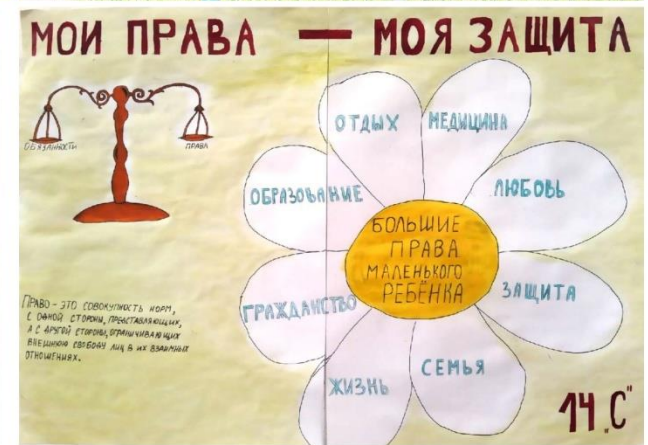 МОИ ПРАВА — МОЯ ЗАЩИТА
ОБЯЗАННОСТИ
ПРАВА
ОТДЫХ
МЕДИЦИНА
ОБРАЗОВАНИЕ
ЛЮБОВЬ
БОЛЬШИЕ
ПРАВА
МАЛЕНЬКОГО
РЕБЁНКА
ГРАЖДАНСТВО
ЗАЩИТА
ЖИЗНЬ
СЕМЬЯ
ПРАВО - ЭТО СОВОКУПНОСТЬ НОРМ,
С ОДНОЙ СТОРОНЫ, ПРЕДСТАВЛЯЮЩИХ,
А С ДРУГОЙ СТОРОНЫ, ОГРАНИЧИВАЮЩИХ
ВНЕШНЮЮ СВОБОДУ ЛИЦ В ИХ ВЗАИМНЫХ
ОТНОШЕНИЯХ.
14 „С"